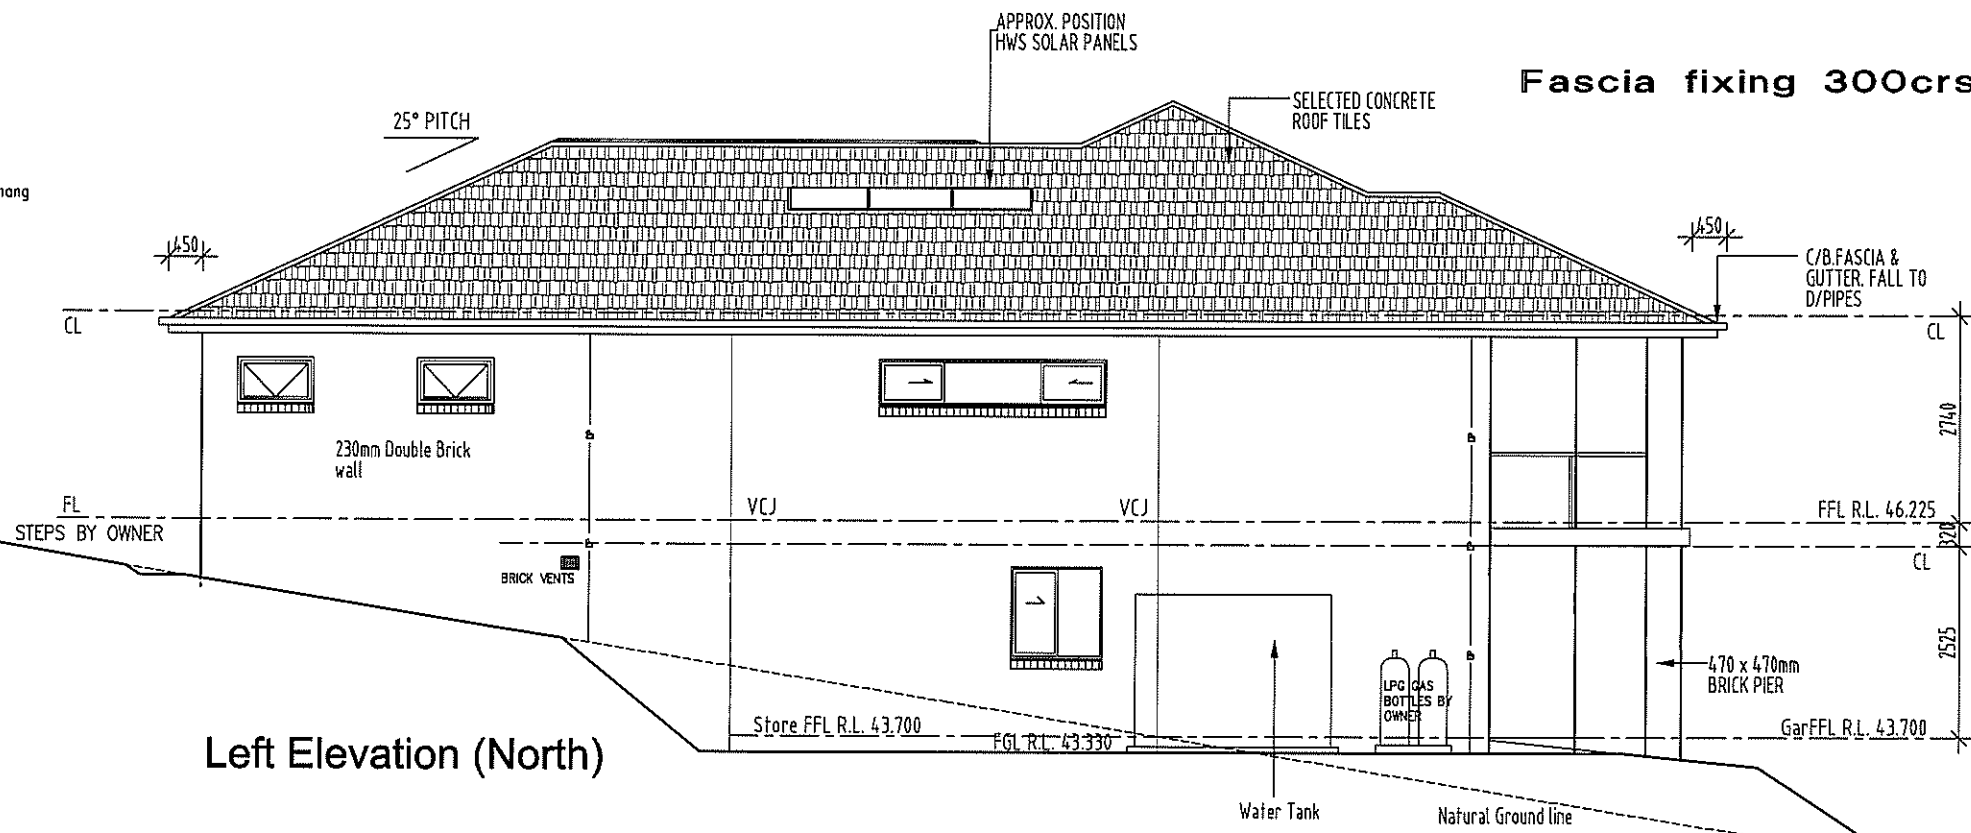 APPROX. POSITION
HWS SOLAR PANELS
Fascia fixing 300crs
25° PITCH
SELECTED CONCRETE
ROOF TILES
450
450
C/B.FASCIA &
GUTTER. FALL TO
D/PIPES
CL
CL
2740
230mm Double Brick
wall
FL
VCJ
VCJ
FFL R.L. 46.225
STEPS BY OWNER
320
CL
BRICK VENTS
2525
470 x 470mm
BRICK PIER
LPG GAS
BOTTLES BY
OWNER
Store FFL R.L. 43.700
FGL R.L. 43.330
GarFFL R.L. 43.700
Left Elevation (North)
Water Tank
Natural Ground line